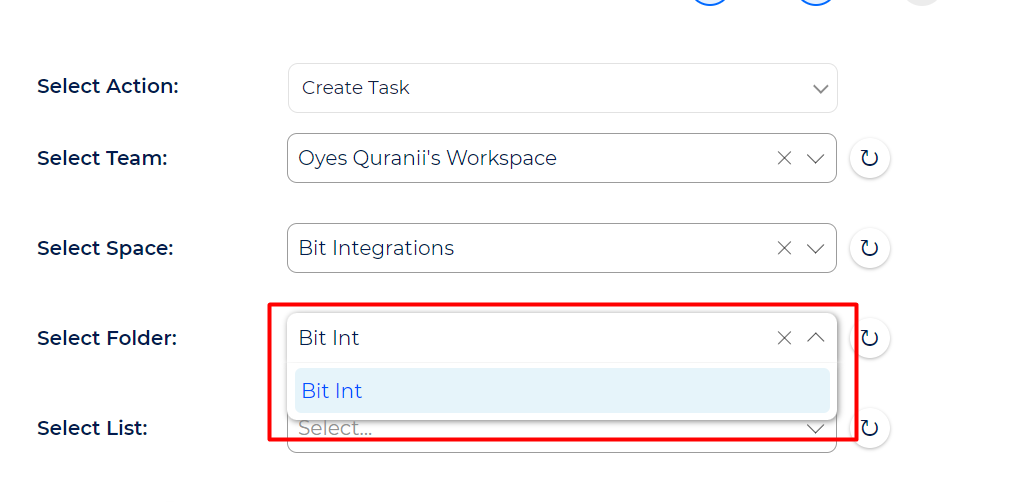 Select Action:
Create Task
Select Team:
Oyes Quranii's Workspace
Select Space:
Bit Integrations
Select Folder:
Bit Int
Bit Int
Select List:
Select...